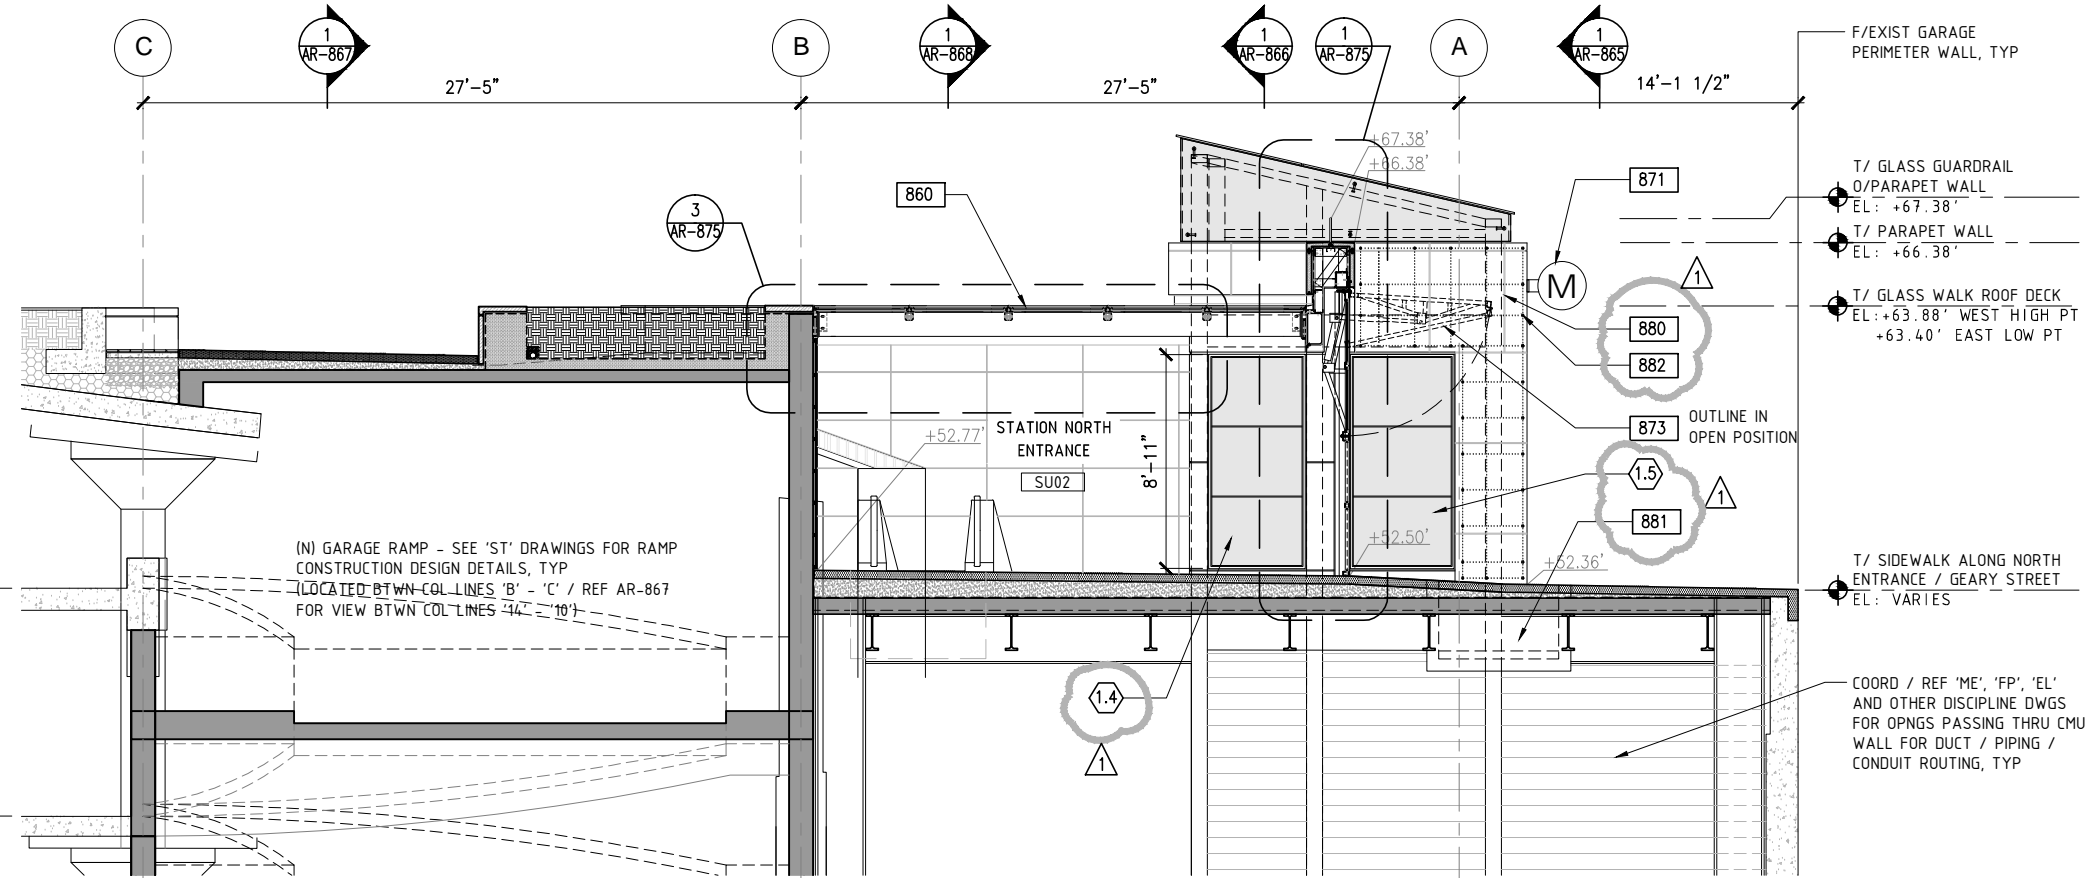 C
1
AR-867
B
1
AR-868
1
AR-866
1
AR-875
A
1
AR-865
F/EXIST GARAGE
PERIMETER WALL, TYP
27'-5"
27'-5"
14'-1 1/2"
+67.38'
+66.38'
871
T/ GLASS GUARDRAIL
O/PARAPET WALL
EL: +67.38'
860
3
AR-875
T/ PARAPET WALL
EL: +66.38'
M
1
T/ GLASS WALK ROOF DECK
EL:+63.88' WEST HIGH PT
+63.40' EAST LOW PT
880
882
873
OUTLINE IN
OPEN POSITION
STATION NORTH
ENTRANCE
SU02
+52.77'
8'-11"
1.5
1
881
+52.50'
+52.36'
(N) GARAGE RAMP - SEE 'ST' DRAWINGS FOR RAMP
CONSTRUCTION DESIGN DETAILS, TYP
(LOCATED BTWN COL LINES 'B' - 'C' / REF AR-867
FOR VIEW BTWN COL LINES '14' - '10')
T/ SIDEWALK ALONG NORTH
ENTRANCE / GEARY STREET
EL: VARIES
1.4
1
COORD / REF 'ME', 'FP', 'EL'
AND OTHER DISCIPLINE DWGS
FOR OPNGS PASSING THRU CMU
WALL FOR DUCT / PIPING /
CONDUIT ROUTING, TYP